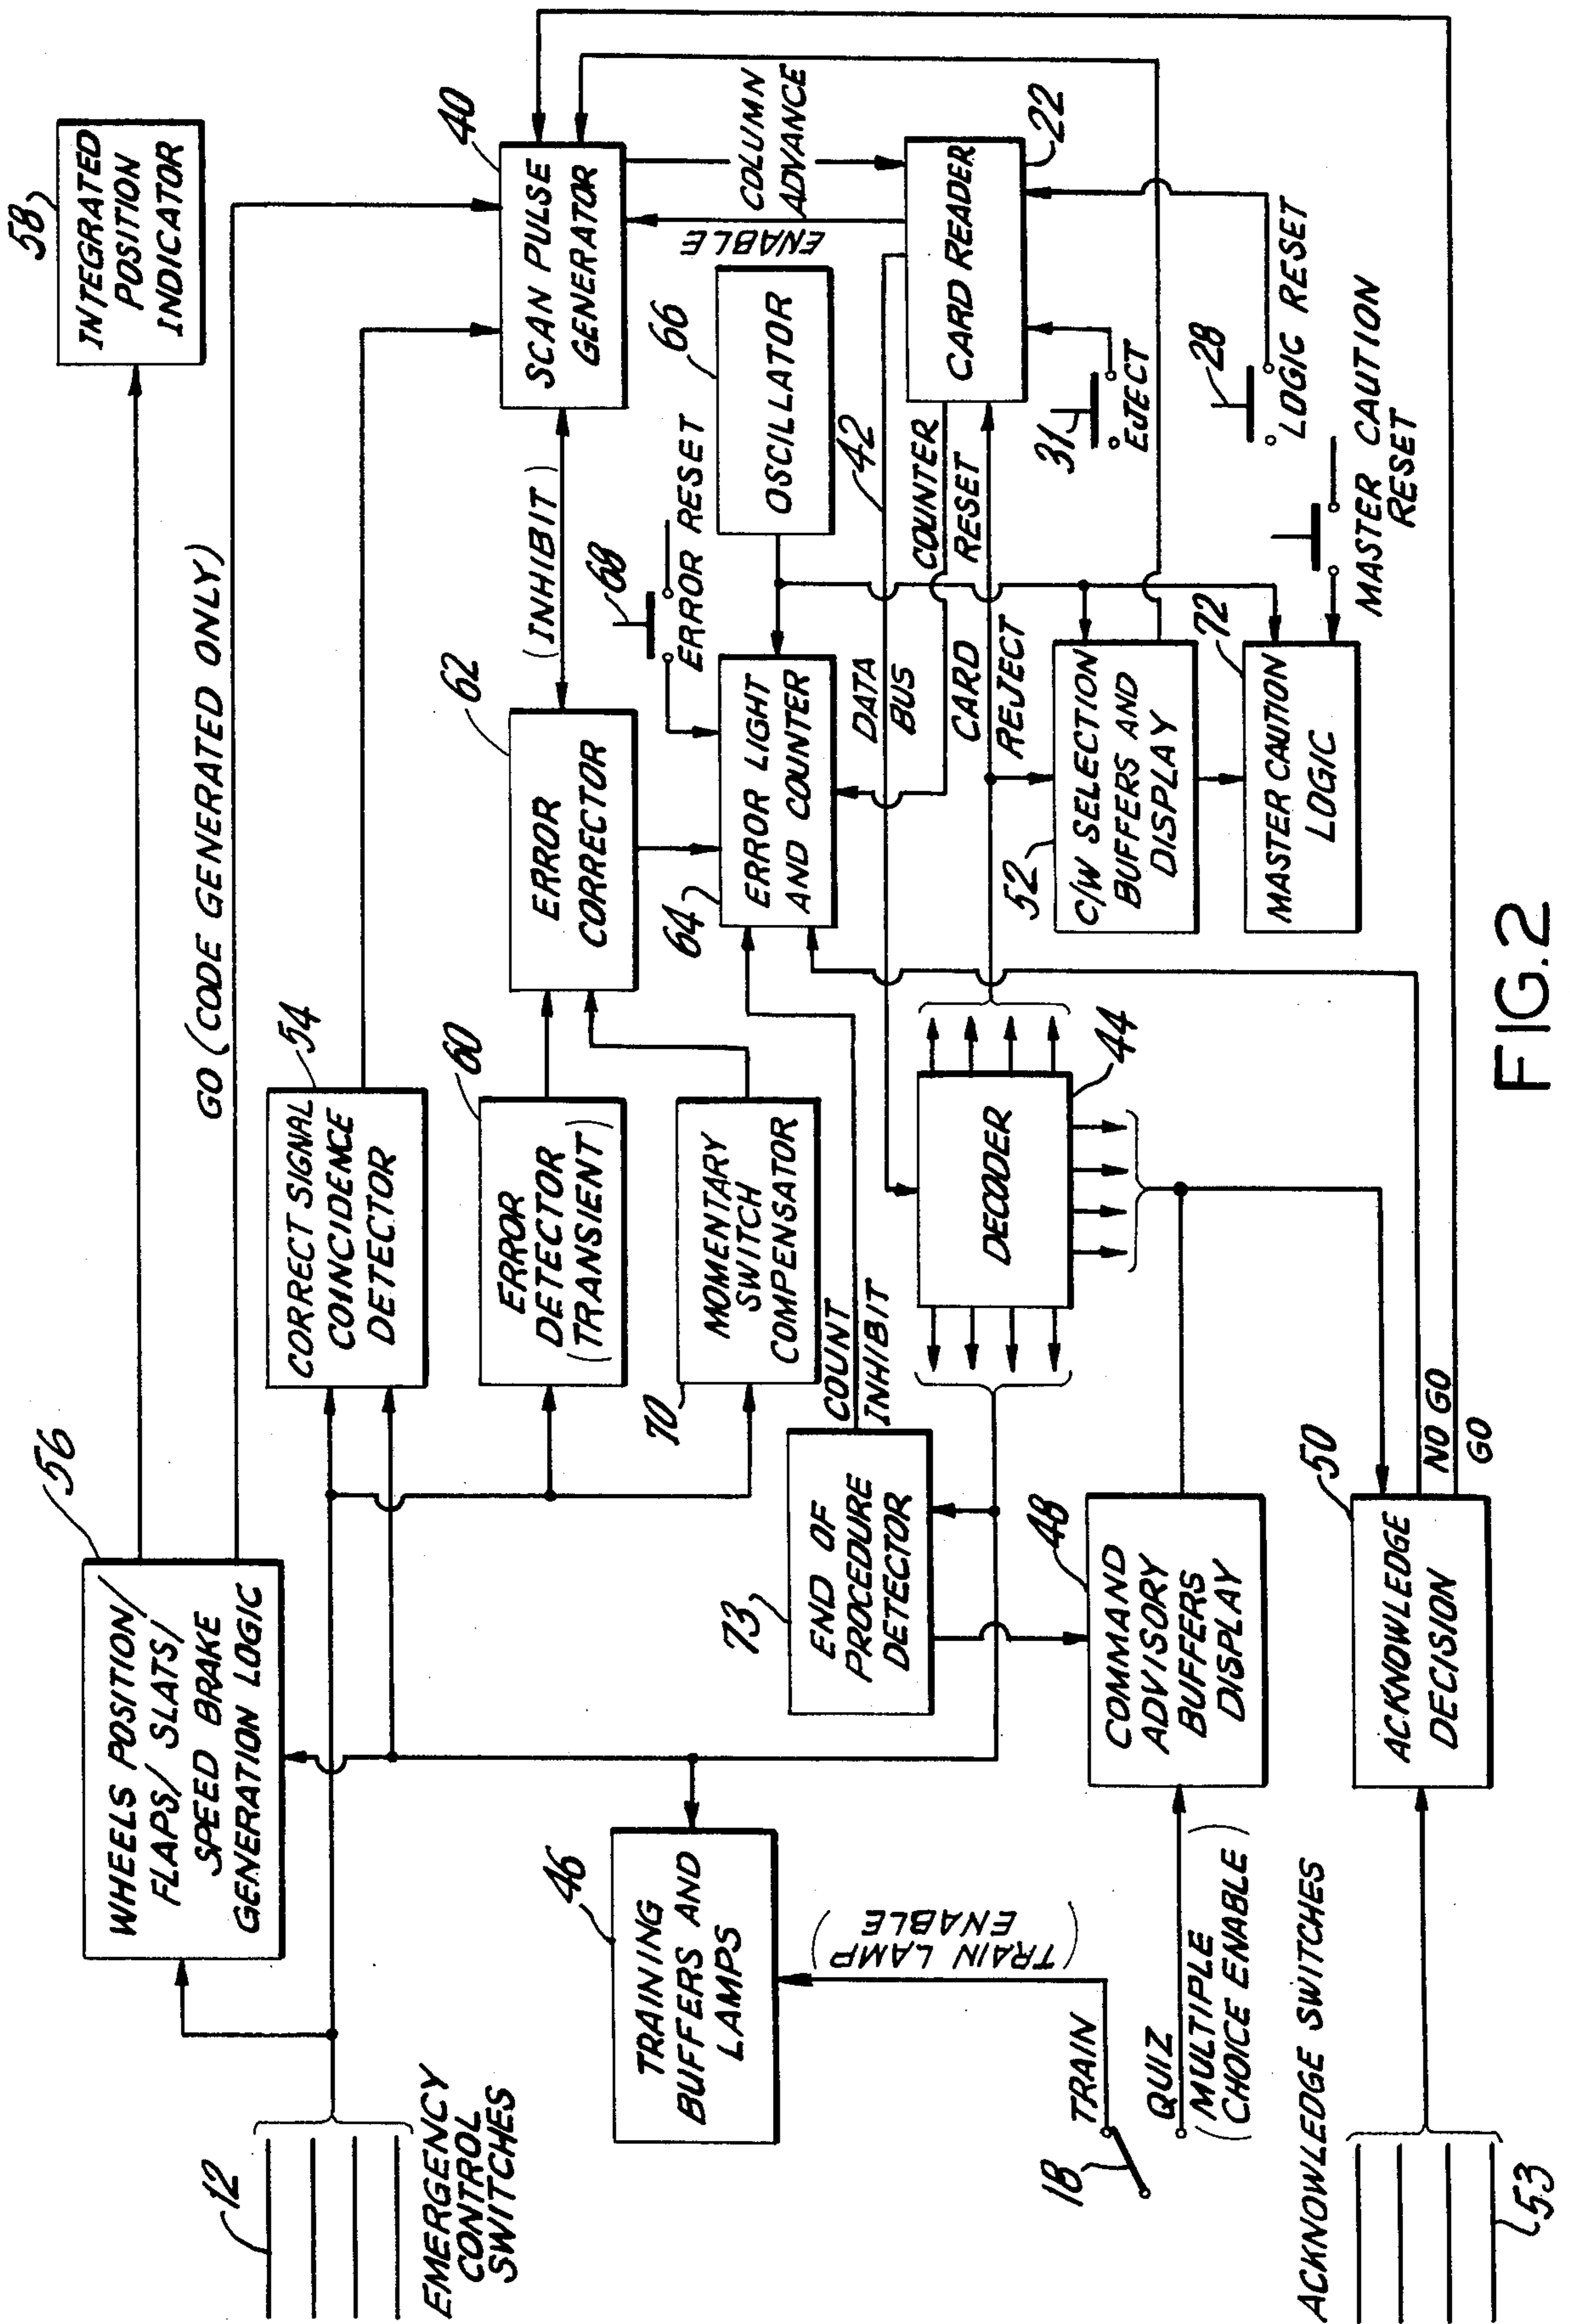 58
INTEGRATED
POSITION
INDICATOR
56
WHEELS POSITION/
FLAPS/ SLATS/
SPEED BRAKE
GENERATION LOGIC
GO (CODE GENERATED ONLY)
12
EMERGENCY
CONTROL
SWITCHES
54
CORRECT SIGNAL
COINCIDENCE
DETECTOR
40
SCAN PULSE
GENERATOR
(INHIBIT)
62
ERROR
CORRECTOR
60
ERROR
DETECTOR
(TRANSIENT)
70
MOMENTARY
SWITCH
COMPENSATOR
68
ERROR RESET
64
ERROR LIGHT
AND COUNTER
66
OSCILLATOR
ENABLE
COLUMN
ADVANCE
22
CARD READER
COUNTER
RESET
42
DATA
BUS
CARD
REJECT
31
EJECT
28
LOGIC RESET
MASTER CAUTION
RESET
52
C/W SELECTION
BUFFERS AND
DISPLAY
72
MASTER CAUTION
LOGIC
44
DECODER
COUNT
INHIBIT
73
END OF
PROCEDURE
DETECTOR
46
TRAINING
BUFFERS AND
LAMPS
(TRAIN LAMP
ENABLE)
18
TRAIN
QUIZ
(MULTIPLE
CHOICE ENABLE)
48
COMMAND
ADVISORY
BUFFERS
DISPLAY
50
ACKNOWLEDGE
DECISION
NO GO
GO
ACKNOWLEDGE SWITCHES
53
FIG.2